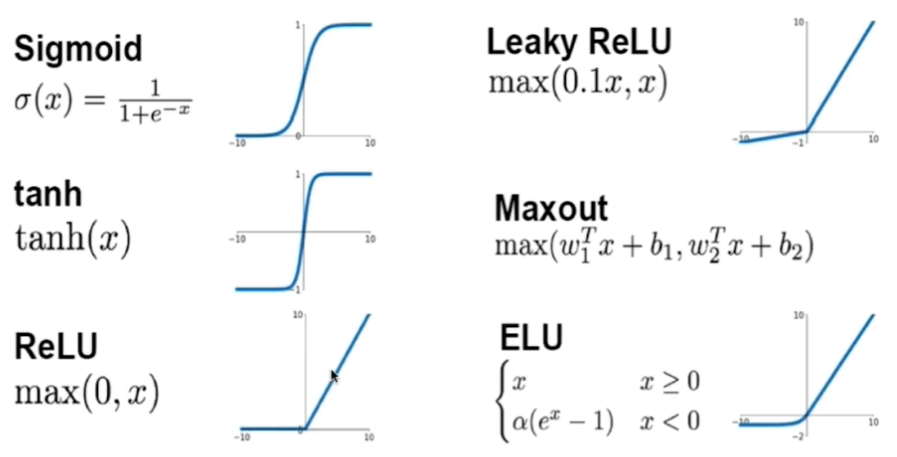 Sigmoid
σ(x) = 1/(1+e^{-x})
1
0
-10
10
tanh
tanh(x)
1
-10
10
-1
ReLU
max(0, x)
10
0
-10
10
Leaky ReLU
max(0.1x, x)
10
-10
-1
10
Maxout
max(w_1^T x + b_1, w_2^T x + b_2)
ELU
{ x x ≥ 0
α(e^x − 1) x < 0
10
-10
-2
10